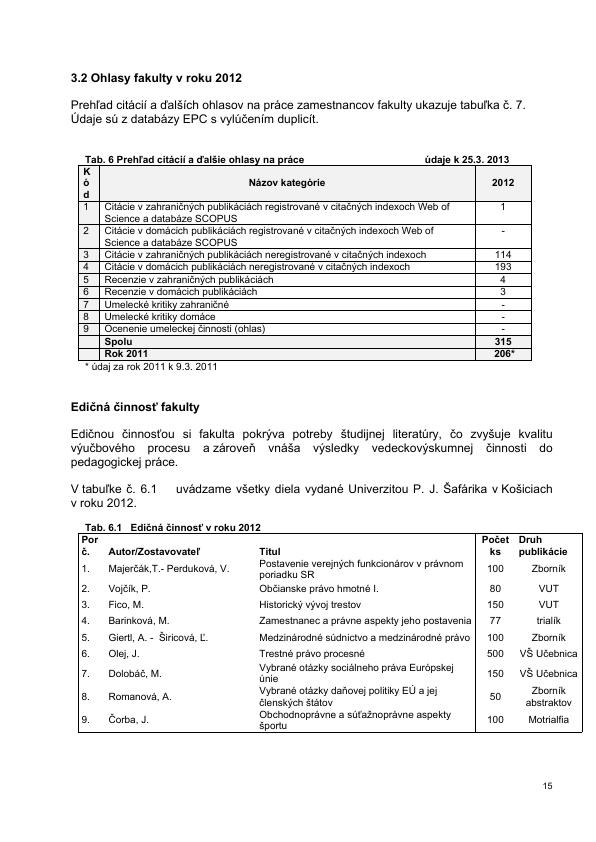 3.2 Ohlasy fakulty v roku 2012
Prehľad citácií a ďalších ohlasov na práce zamestnancov fakulty ukazuje tabuľka č. 7.
Údaje sú z databázy EPC s vylúčením duplicít.
Tab. 6 Prehľad citácií a ďalšie ohlasy na práce údaje k 25.3. 2013
K
ó
d
Názov kategórie 2012
1 Citácie v zahraničných publikáciách registrované v citačných indexoch Web of 1
Science a databáze SCOPUS
2 Citácie v domácich publikáciách registrované v citačných indexoch Web of -
Science a databáze SCOPUS
3 Citácie v zahraničných publikáciách neregistrované v citačných indexoch 114
4 Citácie v domácich publikáciách neregistrované v citačných indexoch 193
5 Recenzie v zahraničných publikáciách 4
6 Recenzie v domácich publikáciách 3
7 Umelecké kritiky zahraničné -
8 Umelecké kritiky domáce -
9 Ocenenie umeleckej činnosti (ohlas) -
Spolu 315
Rok 2011 206*
* údaj za rok 2011 k 9.3. 2011
Edičná činnosť fakulty
Edičnou činnosťou si fakulta pokrýva potreby študijnej literatúr, čo zvyšuje kvalitu
výučbového procesu a zároveň vnáša výsledky vedeckovýskumnej činnosti do
pedagogickej práce.
V tabuľke č. 6.1 uvádzame všetky diela vydané Univerzitou P. J. Šafárika v Košiciach
v roku 2012.
Tab. 6.1 Edičná činnosť v roku 2012
Por Počet Druh
č. Autor/Zostavovateľ Titul ks publikácie
1. Majerčák,T.- Perduková, V. Postavenie verejných funkcionárov v právnom 100 Zborník
poriadku SR
2. Vojčík, P. Občianske právo hmotné I. 80 VUT
3. Fico, M. Historický vývoj trestov 150 VUT
4. Barinková, M. Zamestnanec a právne aspekty jeho postavenia 77 trialík
5. Giertl, A. - Širicová, Ľ. Medzinárodné súdnictvo a medzinárodné právo 100 Zborník
6. Olej, J. Trestné právo procesné 500 VŠ Učebnica
7. Dolobáč, M. Vybrané otázky sociálneho práva Európskej 150 VŠ Učebnica
únie
8. Romanová, A. Vybrané otázky daňovej politiky EÚ a jej 50 Zborník
členských štátov abstraktov
9. Čorba, J. Obchodnoprávne a súťažnoprávne aspekty 100 Motrialfia
športu
15